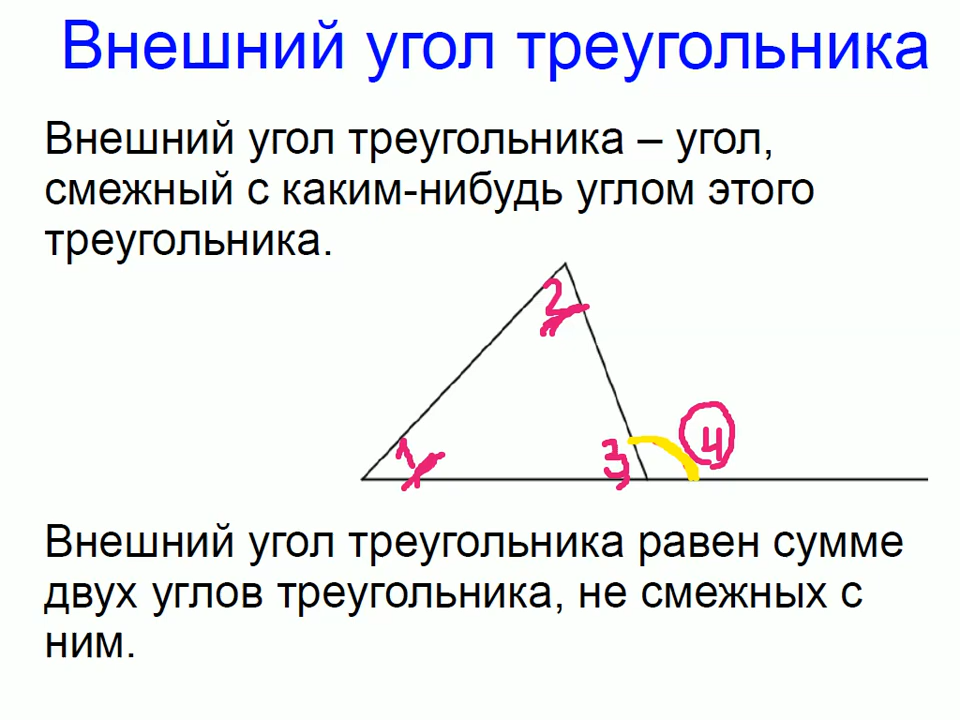 Внешний угол треугольника
Внешний угол треугольника – угол,
смежный с каким-нибудь углом этого
треугольника.
2
1
3
4
Внешний угол треугольника равен сумме
двух углов треугольника, не смежных с
ним.